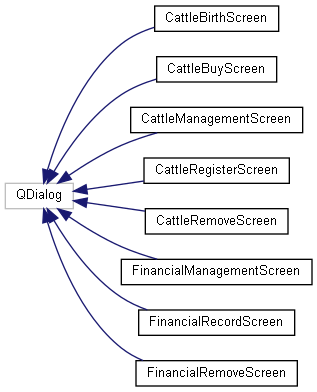 CattleBirthScreen
CattleBuyScreen
CattleManagementScreen
CattleRegisterScreen
QDialog
CattleRemoveScreen
FinancialManagementScreen
FinancialRecordScreen
FinancialRemoveScreen